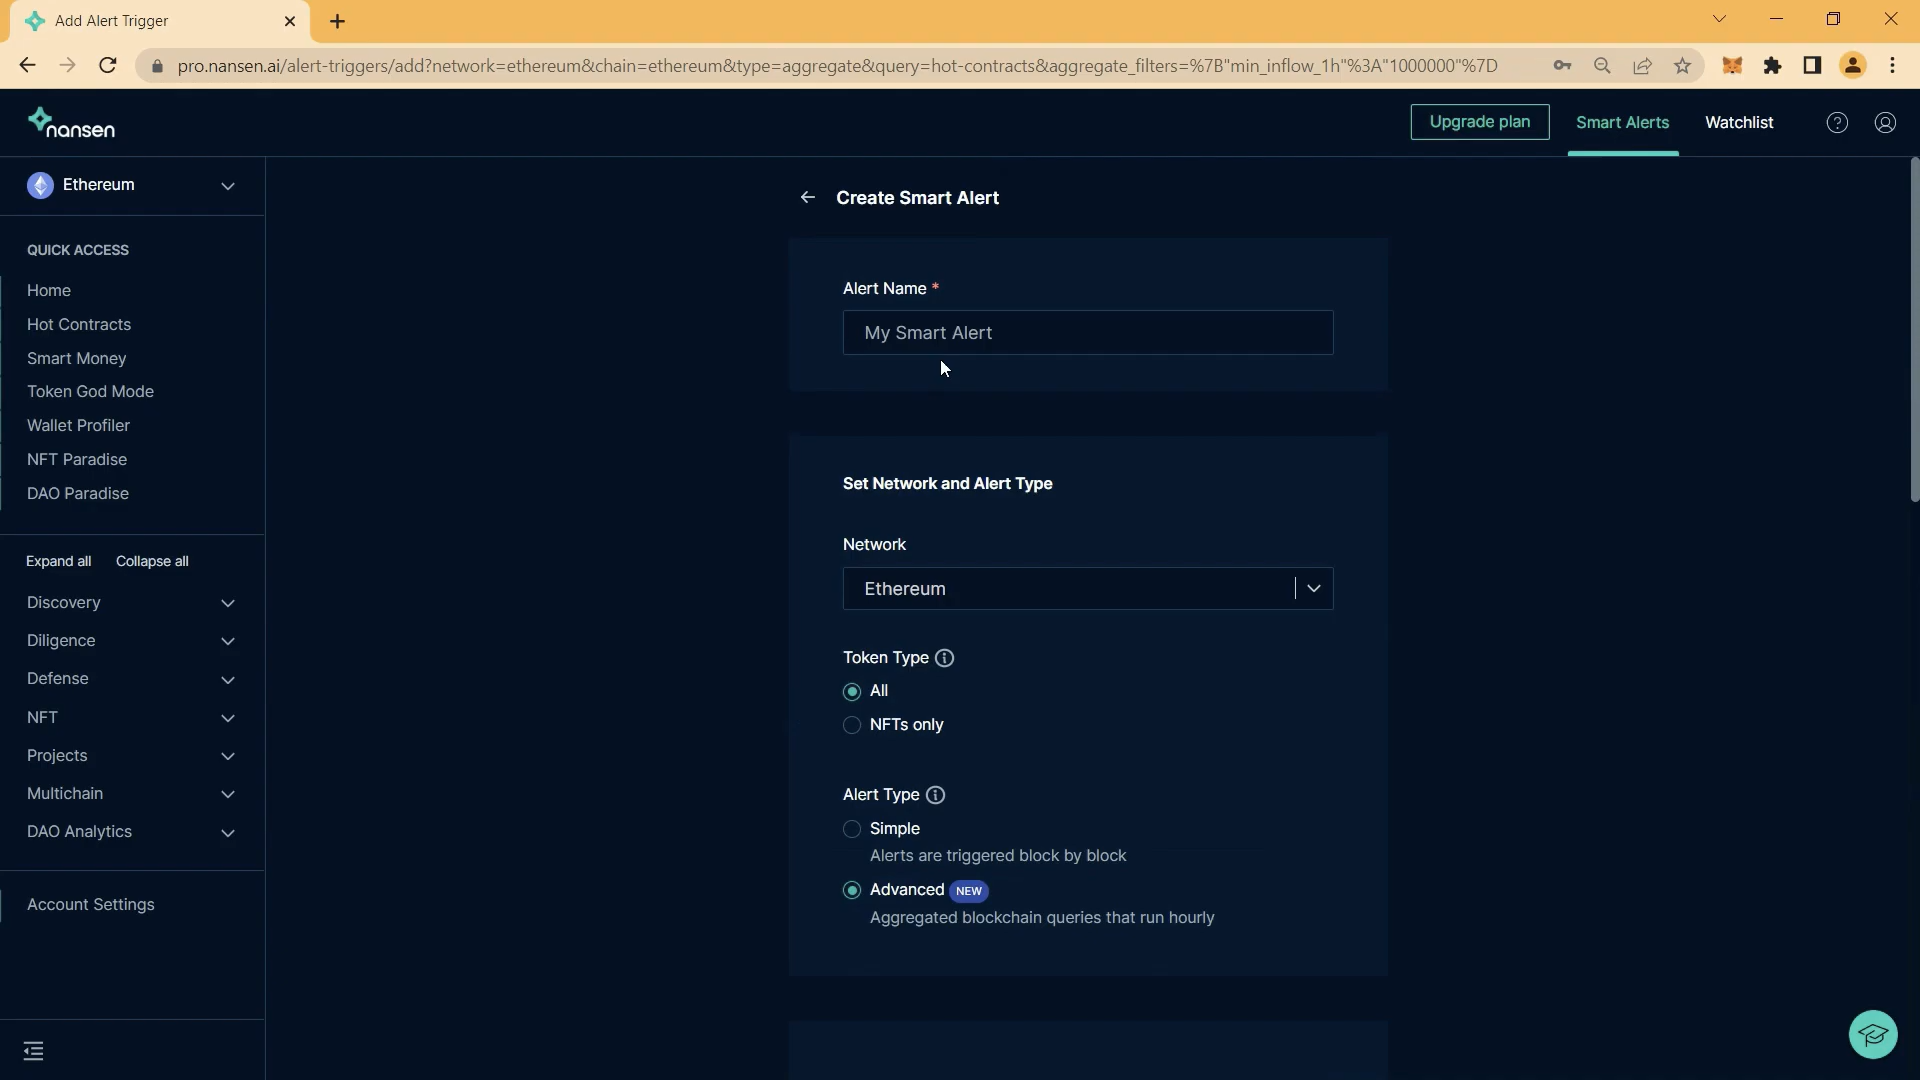 Add Alert Trigger
pro.nansen.ai/alert-triggers/add?network=ethereum&chain=ethereum&type=aggregate&query=hot-contracts&aggregate_filters=%7B"min_inflow_1h"%3A"1000000"%7D
nansen
Upgrade plan
Smart Alerts
Watchlist
Ethereum
QUICK ACCESS
Home
Hot Contracts
Smart Money
Token God Mode
Wallet Profiler
NFT Paradise
DAO Paradise
Expand all
Collapse all
Discovery
Diligence
Defense
NFT
Projects
Multichain
DAO Analytics
Account Settings
Create Smart Alert
Alert Name *
My Smart Alert
Set Network and Alert Type
Network
Ethereum
Token Type
All
NFTs only
Alert Type
Simple
Alerts are triggered block by block
Advanced NEW
Aggregated blockchain queries that run hourly